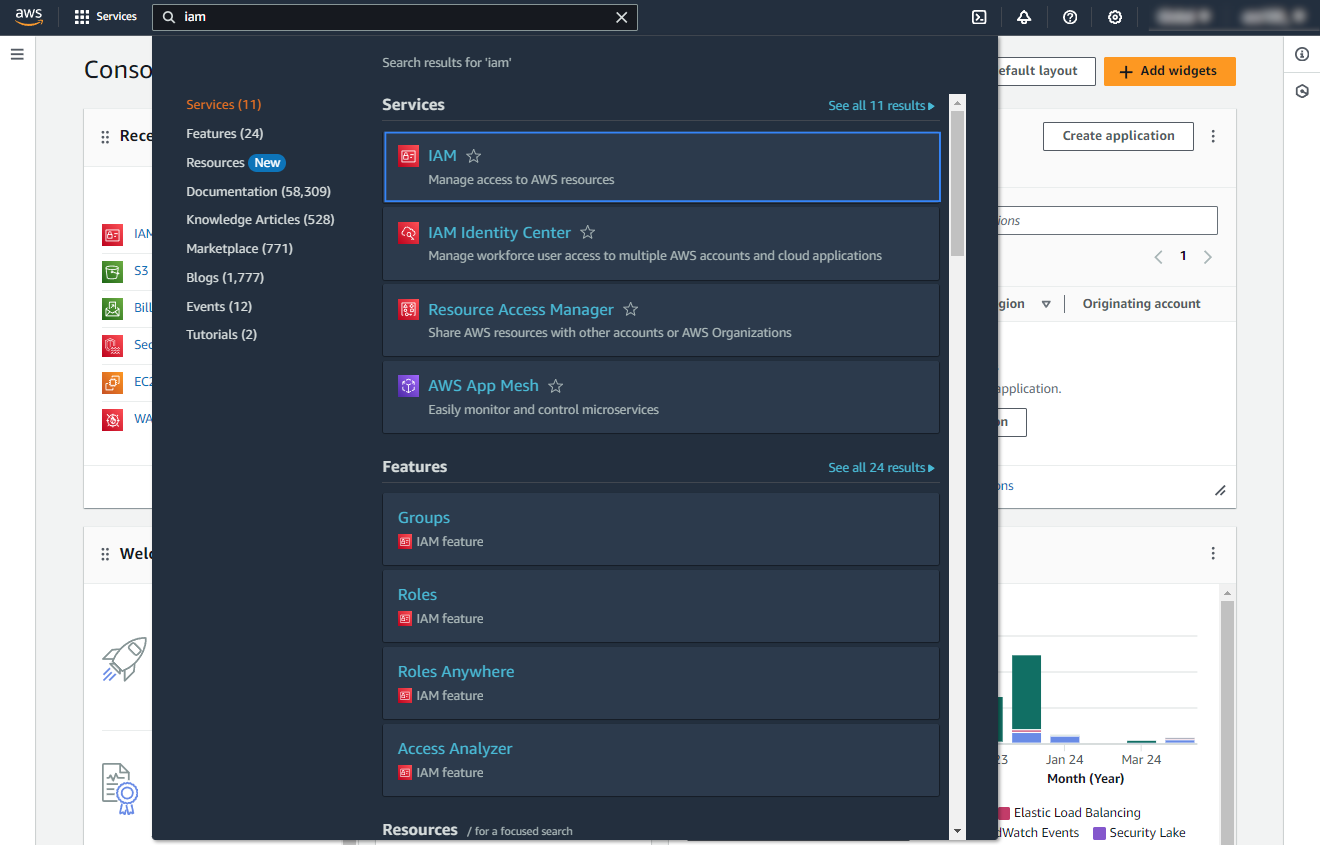 aws
Services
iam
Search results for 'iam'
Conso
efault layout
Add widgets
Services (11)
Features (24)
Resources New
Documentation (58,309)
Knowledge Articles (528)
Marketplace (771)
Blogs (1,777)
Events (12)
Tutorials (2)
Services
See all 11 results
IAM
Manage access to AWS resources
IAM Identity Center
Manage workforce user access to multiple AWS accounts and cloud applications
Resource Access Manager
Share AWS resources with other accounts or AWS Organizations
AWS App Mesh
Easily monitor and control microservices
Features
See all 24 results
Groups
IAM feature
Roles
IAM feature
Roles Anywhere
IAM feature
Access Analyzer
IAM feature
Resources / for a focused search
Rece
IAM
S3
Bill
Sec
EC2
WA
Welc
Create application
ions
1
gion
Originating account
application.
on
ons
23
Jan 24
Mar 24
Month (Year)
Elastic Load Balancing
dWatch Events
Security Lake